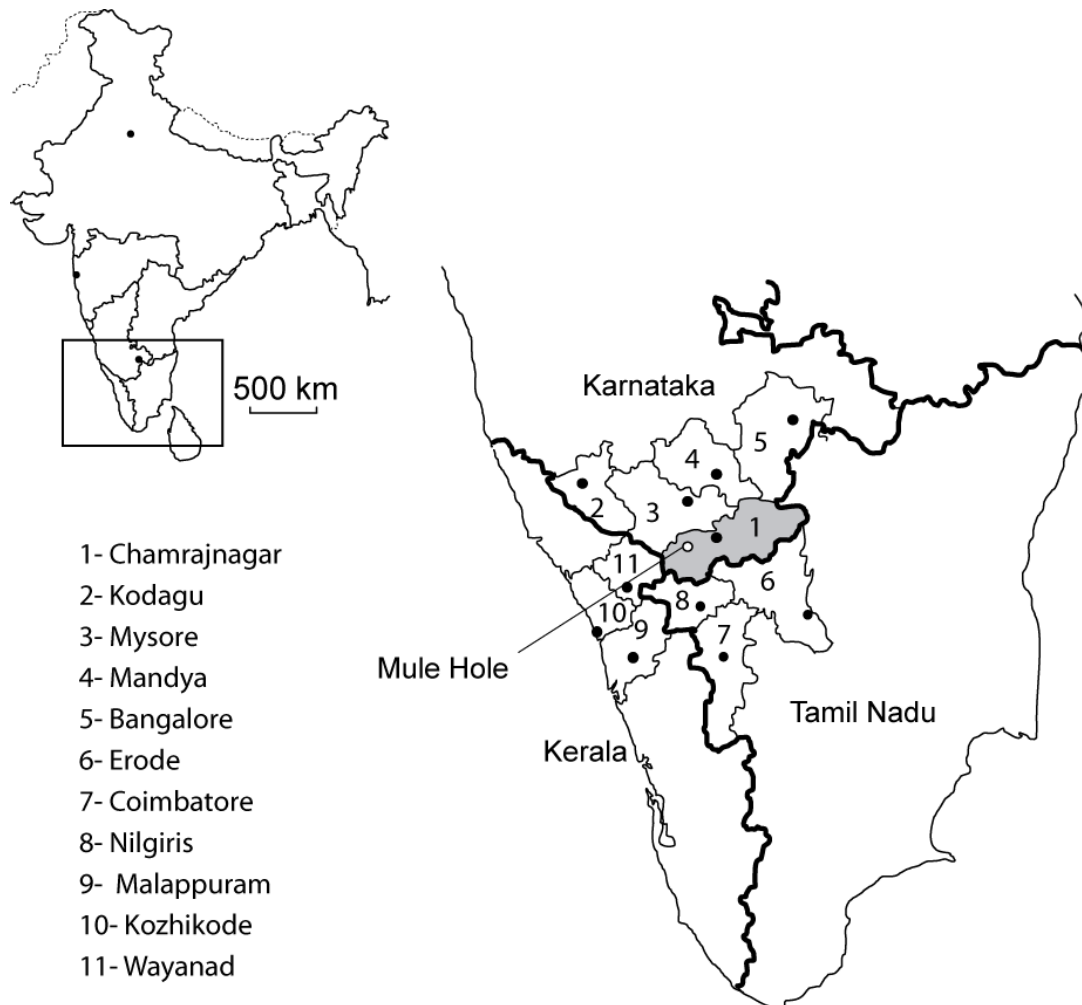 500 km
Karnataka
5
4
2
3
1
11
6
8
10
9
7
Mule Hole
Tamil Nadu
Kerala
1- Chamrajnagar
2- Kodagu
3- Mysore
4- Mandya
5- Bangalore
6- Erode
7- Coimbatore
8- Nilgiris
9- Malappuram
10- Kozhikode
11- Wayanad